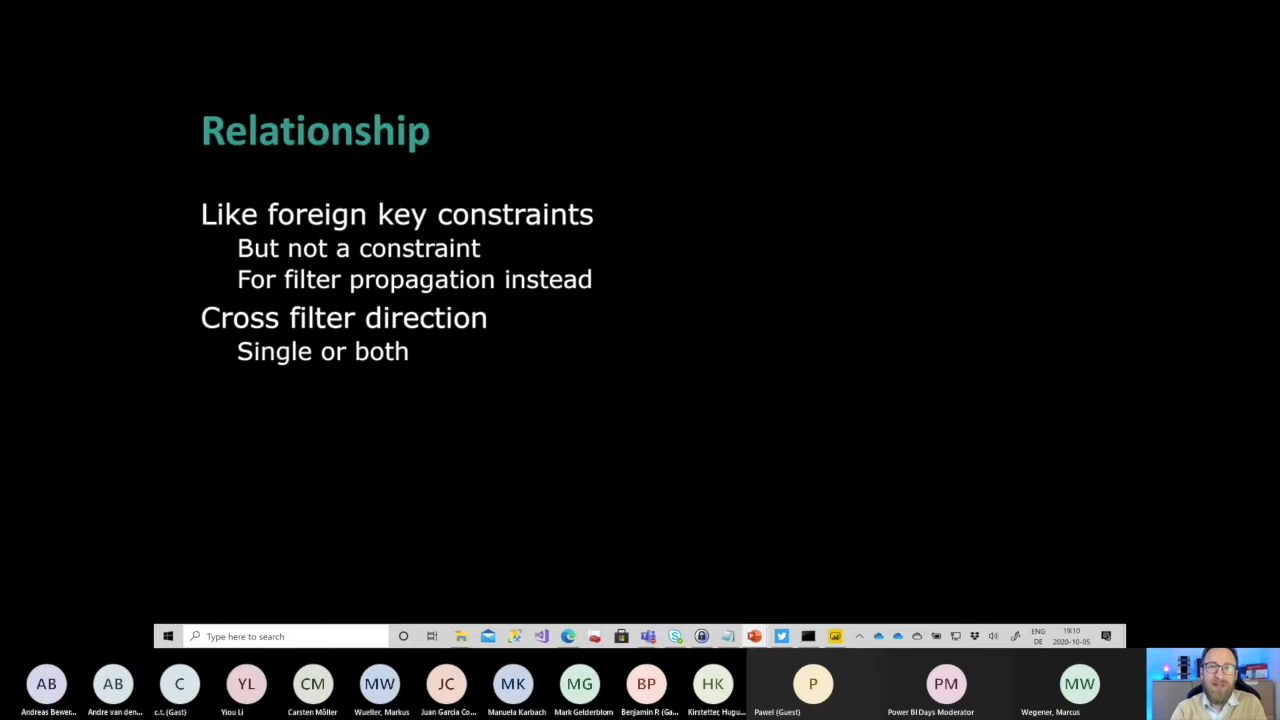 Relationship
Like foreign key constraints
But not a constraint
For filter propagation instead
Cross filter direction
Single or both
Type here to search
ENG
DE
19:10
2020-10-05
AB
AB
C
YL
CM
MW
JC
MK
MG
BP
HK
P
PM
MW
Andreas Bewer...
Andre van den...
c.t. (Gast)
Yiou Li
Carsten Möller
Wueller, Markus
Juan Garcia Co...
Manuela Karbach
Mark Gelderblom
Benjamin R (Ga...
Kirstetter, Hugu...
Pawel (Guest)
Power BI Days Moderator
Wegener, Marcus